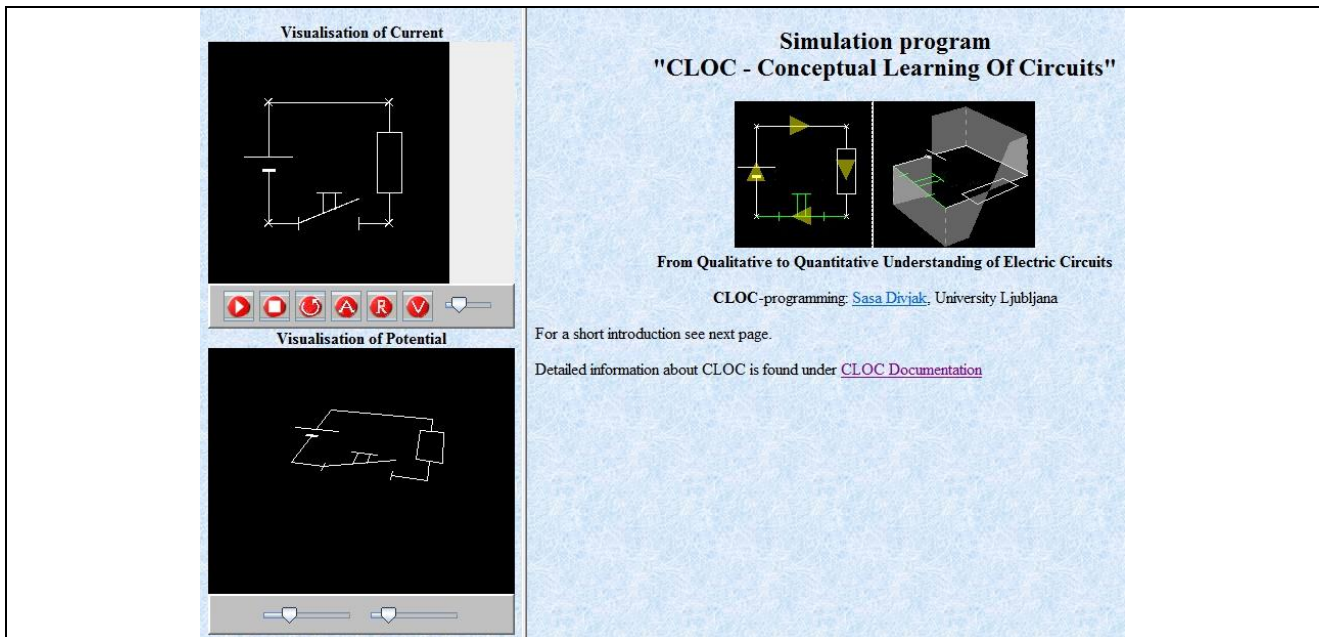 Visualisation of Current
A R V
Visualisation of Potential
Simulation program
"CLOC - Conceptual Learning Of Circuits"
From Qualitative to Quantitative Understanding of Electric Circuits
CLOC-programming: Sasa Divjak, University Ljubljana
For a short introduction see next page.
Detailed information about CLOC is found under CLOC Documentation